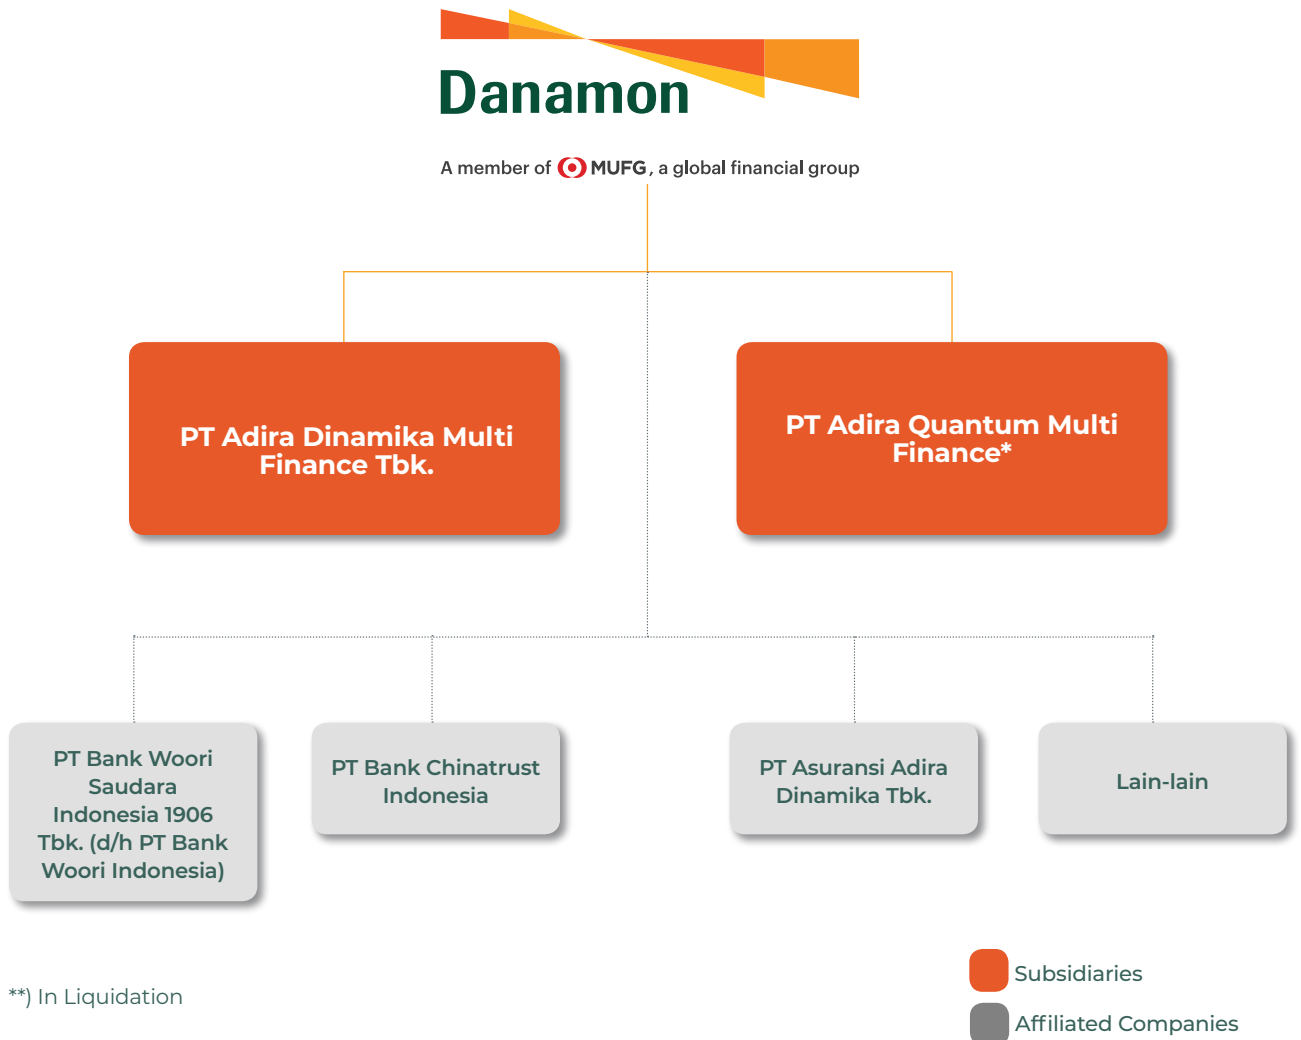 Danamon
A member of MUFG, a global financial group
PT Adira Dinamika Multi
Finance Tbk.
PT Adira Quantum Multi
Finance*
PT Bank Woori
Saudara
Indonesia 1906
Tbk. (d/h PT Bank
Woori Indonesia)
PT Bank Chinatrust
Indonesia
PT Asuransi Adira
Dinamika Tbk.
Lain-lain
**) In Liquidation
Subsidiaries
Affiliated Companies